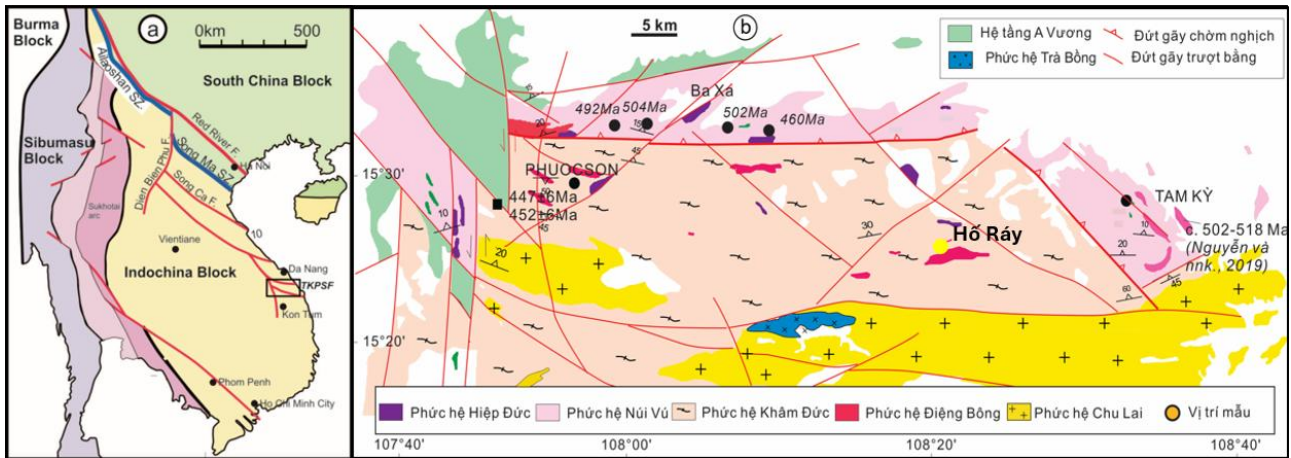 Burma
Block
a
0km 500
South China Block
Ailaoshan SZ.
Red River F.
Ha Noi
Sibumasu
Block
Dien Bien Phu F.
Song Ma SZ.
Song Ca F.
Sukhotai
arc
10
Vientiane
Indochina Block
Da Nang
TKPSF
Kon Tum
Phom Penh
Ho Chi Minh City
5 km
b
Hệ tầng A Vương
Đứt gãy chờm nghịch
Phức hệ Trà Bồng
Đứt gãy trượt bằng
Ba Xá
492Ma
504Ma
502Ma
460Ma
20
15
45
15°30'
PHUOCSON
447±6Ma
452±6Ma
45
10
20
30
Hố Ráy
TAM KỲ
10
20
c. 502-518 Ma
(Nguyễn và
nnk., 2019)
45
60
15°20'
Phức hệ Hiệp Đức
Phức hệ Núi Vú
Phức hệ Khâm Đức
Phức hệ Điệng Bông
Phức hệ Chu Lai
Vị trí mẫu
107°40'
108°00'
108°20'
108°40'